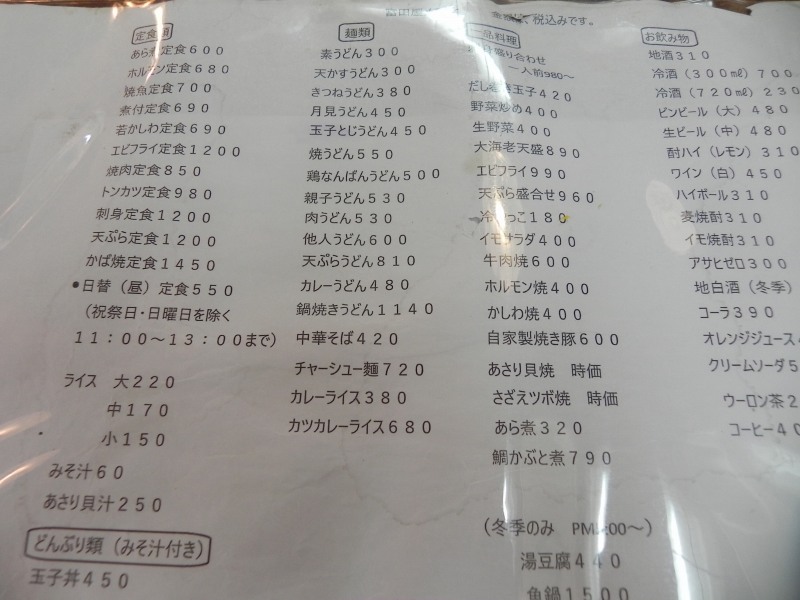 税込みです。
定食類
あら煮定食６００
ホルモン定食６８０
焼魚定食７００
煮付定食６９０
若かしわ定食６９０
エビフライ定食１２００
焼肉定食８５０
トンカツ定食９８０
刺身定食１２００
天ぷら定食１２００
かば焼定食１４５０
●日替（昼）定食５５０
（祝祭日・日曜日を除く
１１：００～１３：００まで）
ライス　大２２０
中１７０
小１５０
みそ汁６０
あさり貝汁２５０
どんぶり類（みそ汁付き）
玉子丼４５０
麺類
素うどん３００
天かすうどん３８０
きつねうどん３８０
月見うどん４５０
玉子とじうどん４５０
焼うどん５５０
鶏なんばんうどん５００
親子うどん５３０
肉うどん５３０
他人うどん６００
天ぷらうどん８１０
カレーうどん４８０
鍋焼きうどん１１４０
中華そば４２０
チャーシュー麺７２０
カレーライス３８０
カツカレーライス６８０
一品料理
盛り合わせ
一人前980～
だし巻玉子４２０
野菜炒め４００
生野菜４００
大海老天盛８９０
エビフライ９９０
天ぷら盛合せ９６０
冷やっこ１８０
イモサラダ４００
牛肉焼６００
ホルモン焼４００
かしわ焼４００
自家製焼き豚６００
あさり貝焼　時価
さざえツボ焼　時価
あら煮３２０
鯛かぶと煮７９０
（冬季のみ　PM:00～）
湯豆腐４４０
魚鍋１５００
お飲み物
地酒３１０
冷酒（３００㎖）７００
冷酒（７２０㎖）２３０
ビンビール（大）４８０
生ビール（中）４８０
酎ハイ（レモン）３１０
ワイン（白）４５０
ハイボール３１０
麦焼酎３１０
イモ焼酎３１０
アサヒゼロ３００
地白酒（冬季）
コーラ３９０
オレンジジュース
クリームソーダ５
ウーロン茶２
コーヒー４０